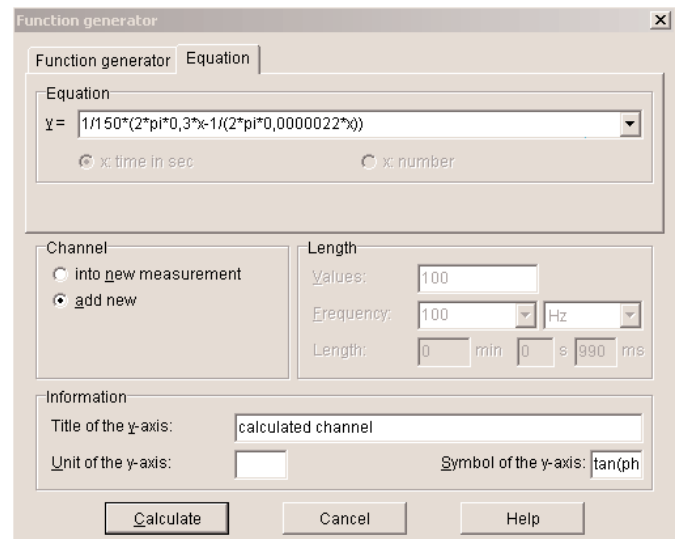 Function generator
Function generator Equation
Equation
y = 1/150*(2*pi*0,3*x-1/(2*pi*0,0000022*x))
x: time in sec x: number
Channel
into new measurement
add new
Length
Values: 100
Frequency: 100 Hz
Length: 0 min 0 s 990 ms
Information
Title of the y-axis: calculated channel
Unit of the y-axis: Symbol of the y-axis: tan(ph
Calculate Cancel Help